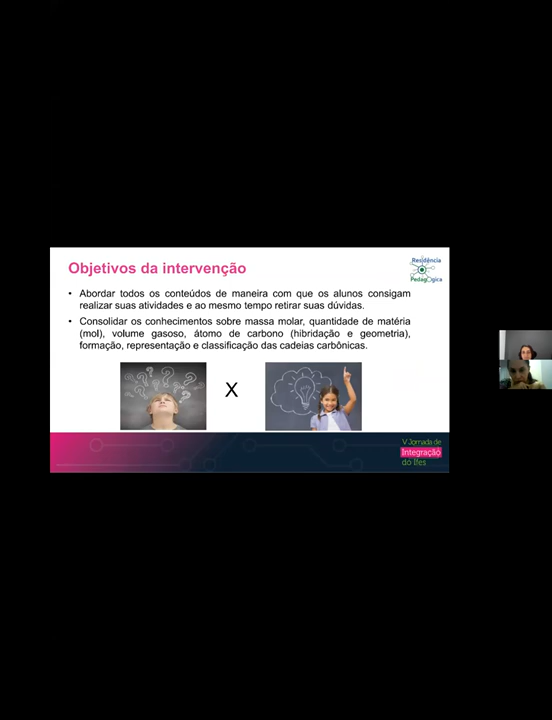 Objetivos da intervenção
Residência
Pedagógica
• Abordar todos os conteúdos de maneira com que os alunos consigam
realizar suas atividades e ao mesmo tempo retirar suas dúvidas.
• Consolidar os conhecimentos sobre massa molar, quantidade de matéria
(mol), volume gasoso, átomo de carbono (hibridação e geometria),
formação, representação e classificação das cadeias carbônicas.
X
V Jornada de
Integração
do Ifes